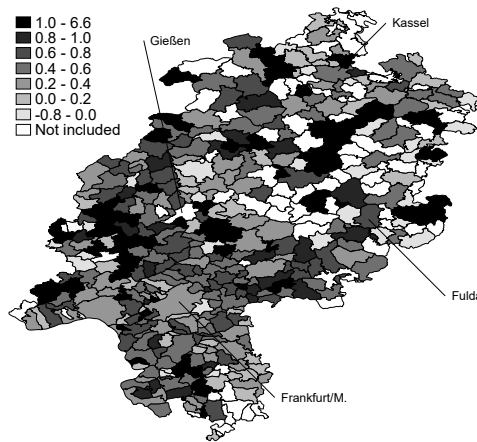 1.0 - 6.6
0.8 - 1.0
0.6 - 0.8
0.4 - 0.6
0.2 - 0.4
0.0 - 0.2
-0.8 - 0.0
Not included
Gießen
Kassel
Fulda
Frankfurt/M.